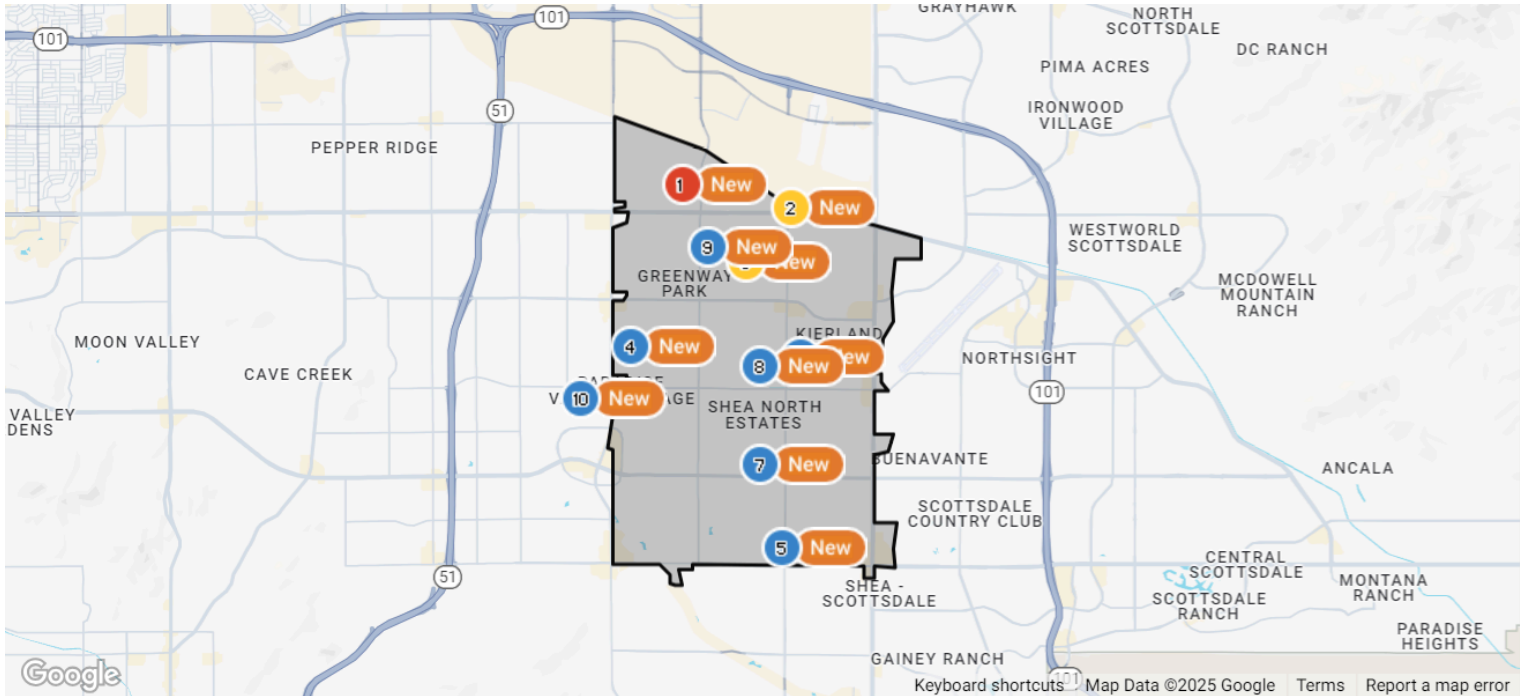 GRAYHAWK
NORTH
SCOTTSDALE
101
101
DC RANCH
PIMA ACRES
51
IRONWOOD
VILLAGE
PEPPER RIDGE
1 New
2 New
WESTWORLD
SCOTTSDALE
9 New
New
GREENWAY
PARK
MCDOWELL
MOUNTAIN
RANCH
KIERLAND
MOON VALLEY
4 New
New
8 New
NORTHSIGHT
CAVE CREEK
101
10 New
VALLEY
DENS
SHEA NORTH
ESTATES
7 New
BUENAVANTE
ANCALA
SCOTTSDALE
COUNTRY CLUB
5 New
CENTRAL
SCOTTSDALE
51
SHEA -
SCOTTSDALE
MONTANA
RANCH
SCOTTSDALE
RANCH
PARADISE
HEIGHTS
GAINEY RANCH
101
Google
Keyboard shortcuts Map Data ©2025 Google Terms Report a map error